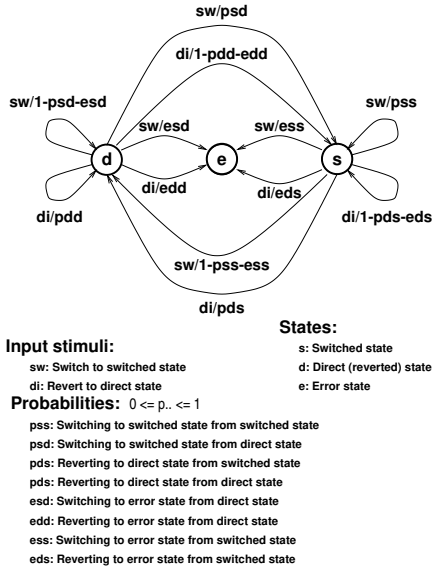 sw/psd
di/1-pdd-edd
sw/1-psd-esd
sw/pss
sw/esd
sw/ess
d
e
s
di/edd
di/eds
di/pdd
di/1-pds-eds
sw/1-pss-ess
di/pds
States:
s: Switched state
d: Direct (reverted) state
e: Error state
Input stimuli:
sw: Switch to switched state
di: Revert to direct state
Probabilities: 0 <= p.. <= 1
pss: Switching to switched state from switched state
psd: Switching to switched state from direct state
pds: Reverting to direct state from switched state
pds: Reverting to direct state from direct state
esd: Switching to error state from direct state
edd: Reverting to error state from direct state
ess: Switching to error state from switched state
eds: Reverting to error state from switched state